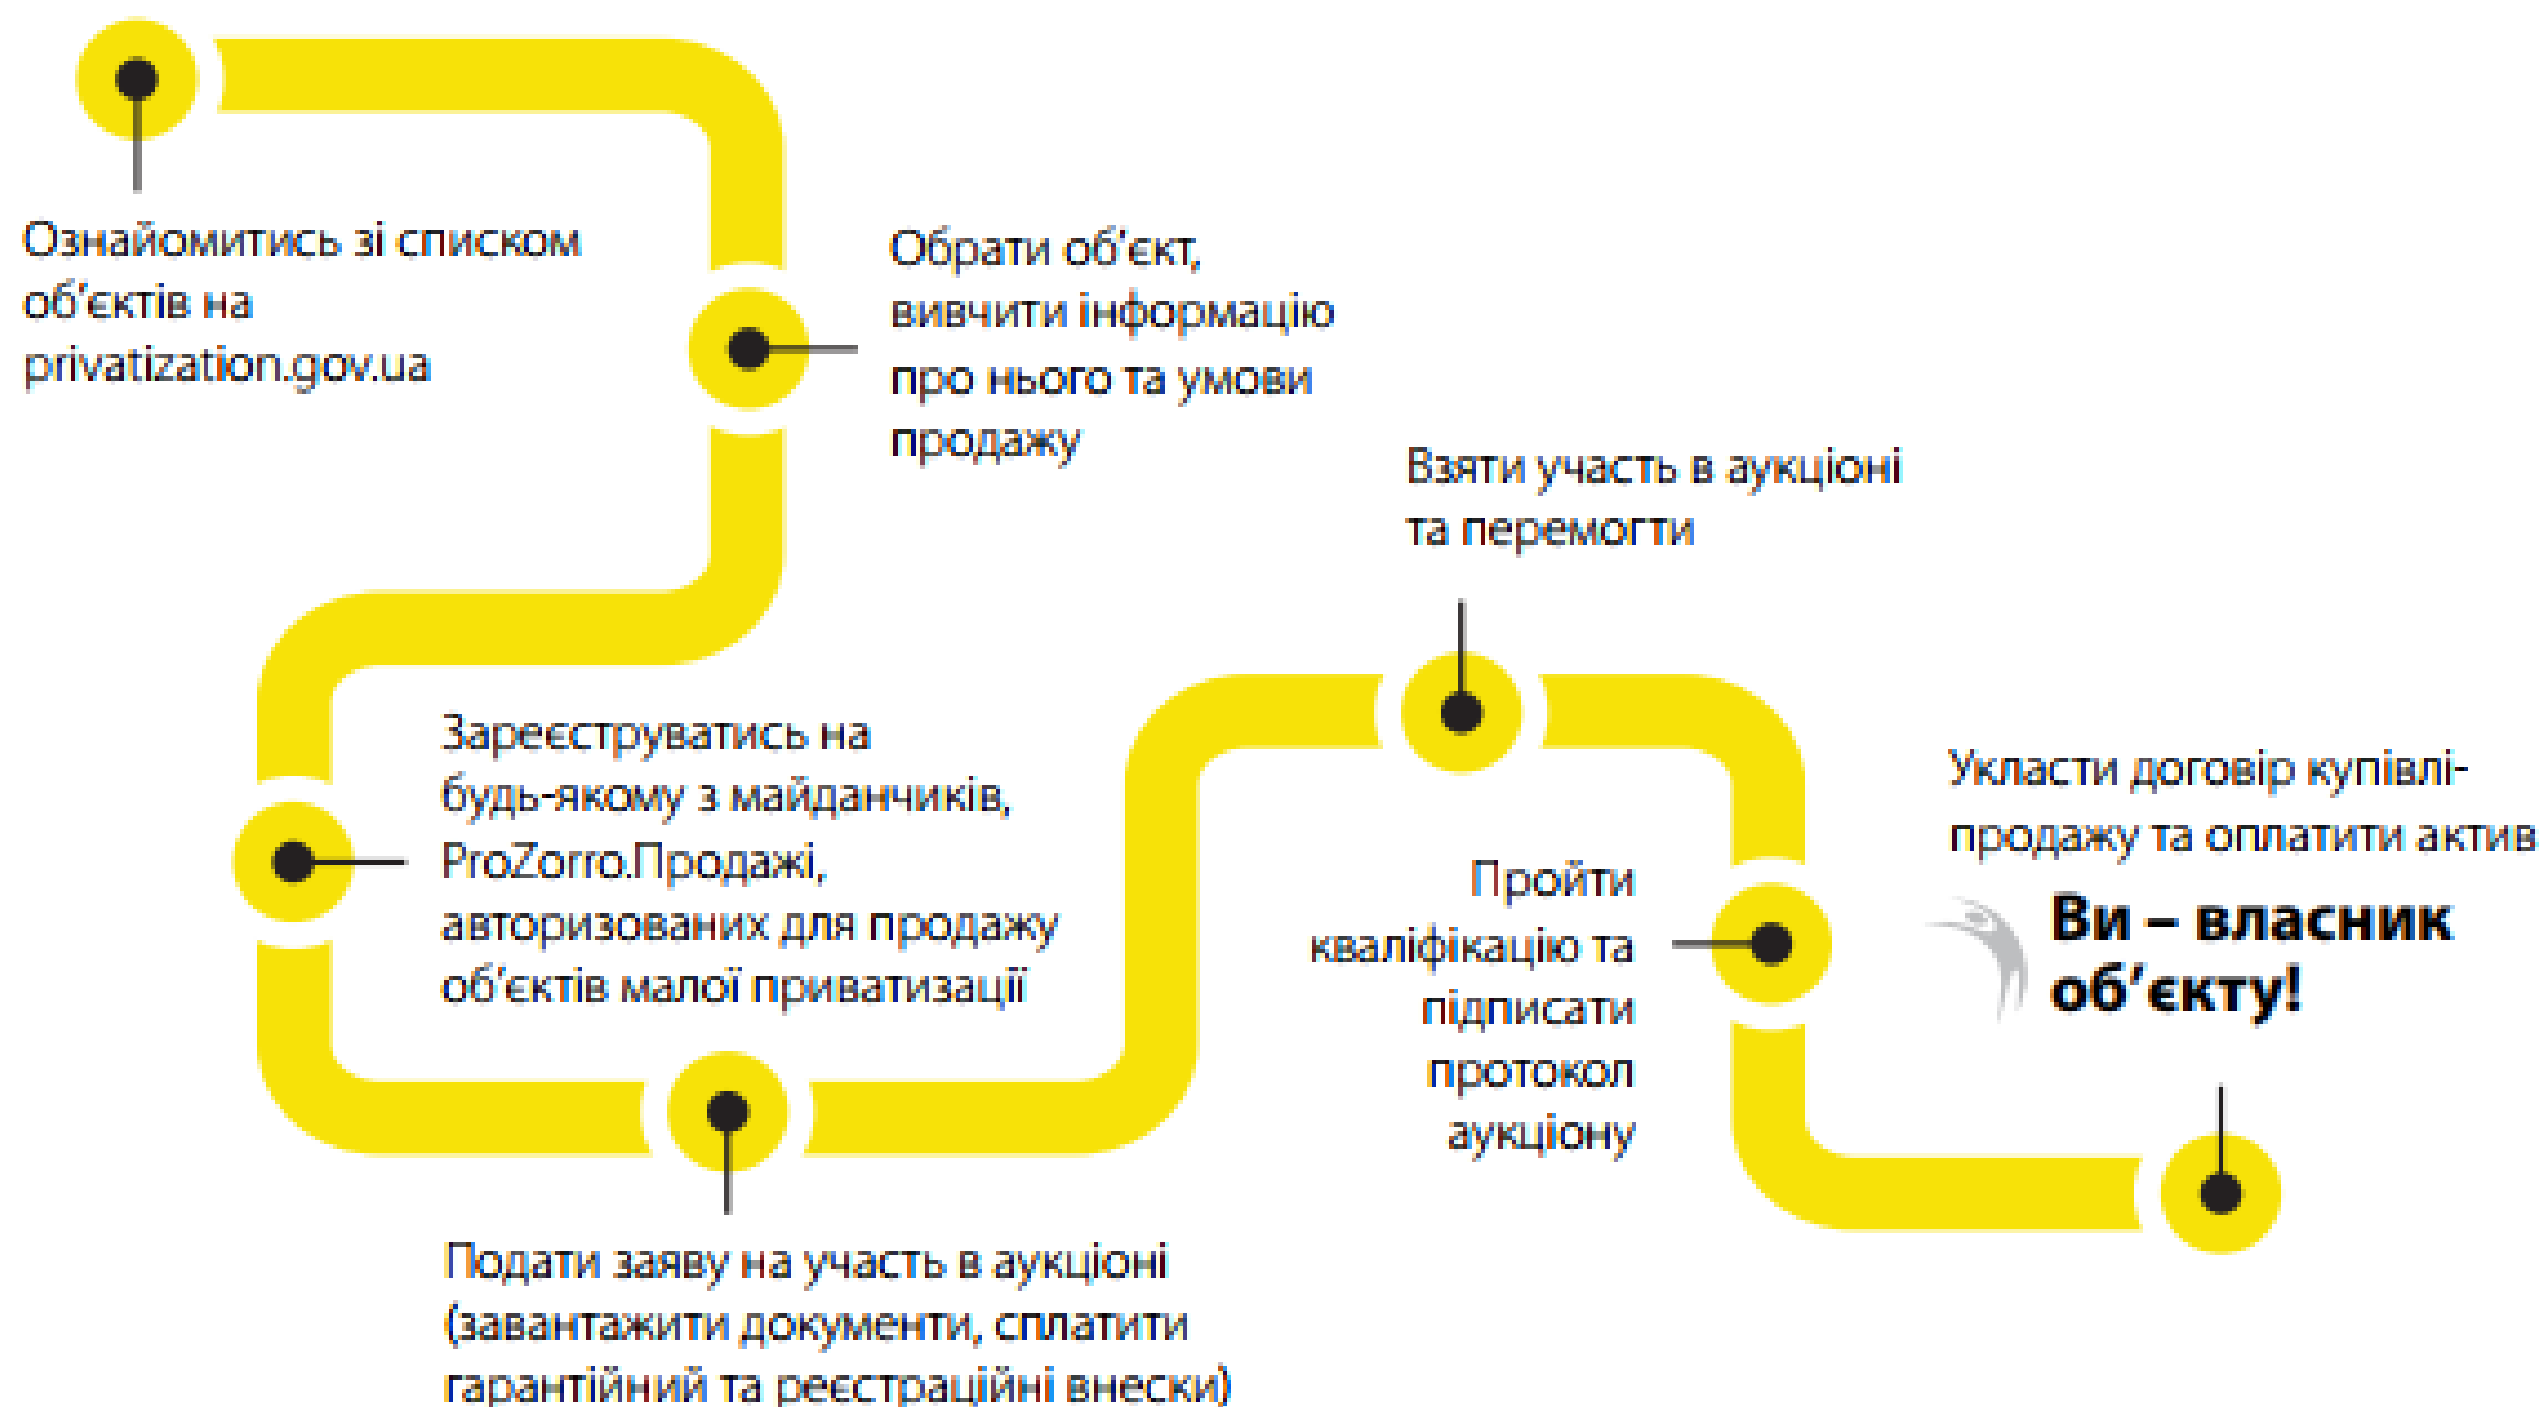 Ознайомитись зі списком
об’єктів на
privatization.gov.ua
Обрати об’єкт,
вивчити інформацію
про нього та умови
продажу
Зареєструватись на
будь-якому з майданчиків,
ProZorro.Продажі,
авторизованих для продажу
об’єктів малої приватизації
Подати заяву на участь в аукціоні
(завантажити документи, сплатити
гарантійний та реєстраційні внески)
Взяти участь в аукціоні
та перемогти
Пройти
кваліфікацію та
підписати
протокол
аукціону
Укласти договір купівлі-
продажу та оплатити актив
Ви – власник
об’єкту!